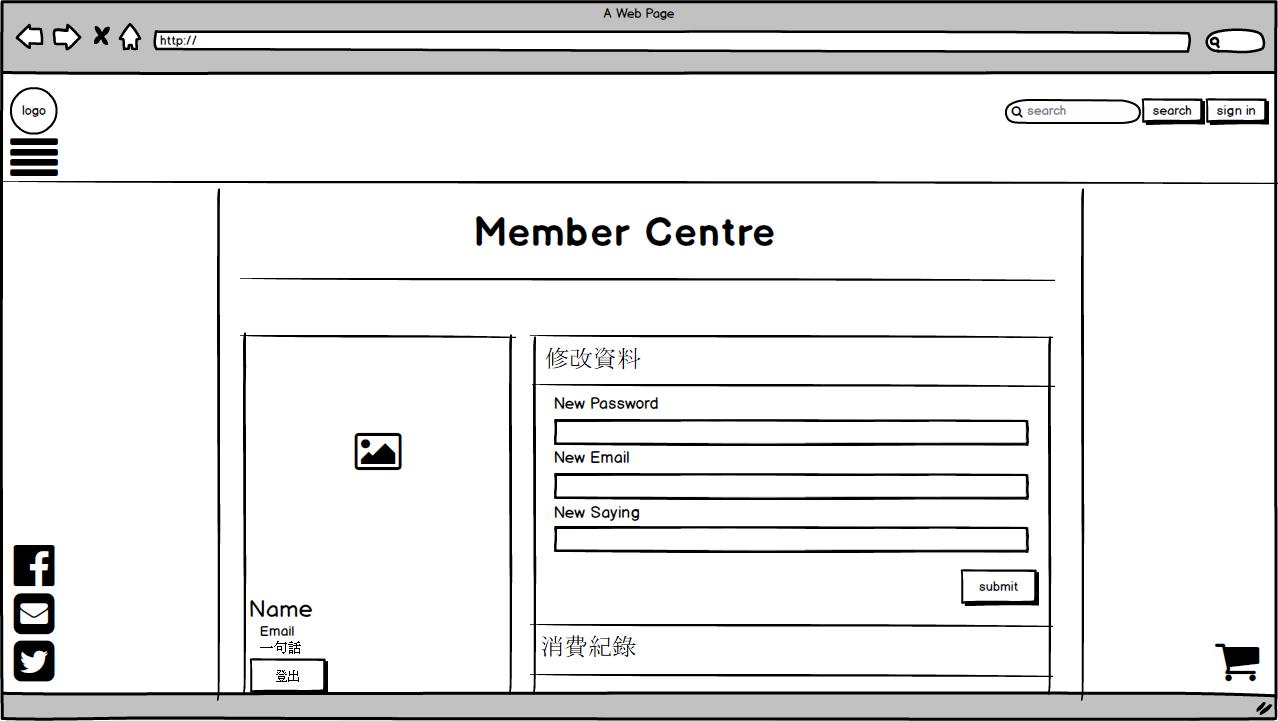 A Web Page
http://
logo
search
search
sign in
Member Centre
修改資料
New Password
New Email
New Saying
submit
Name
Email
一句話
登出
消費紀錄